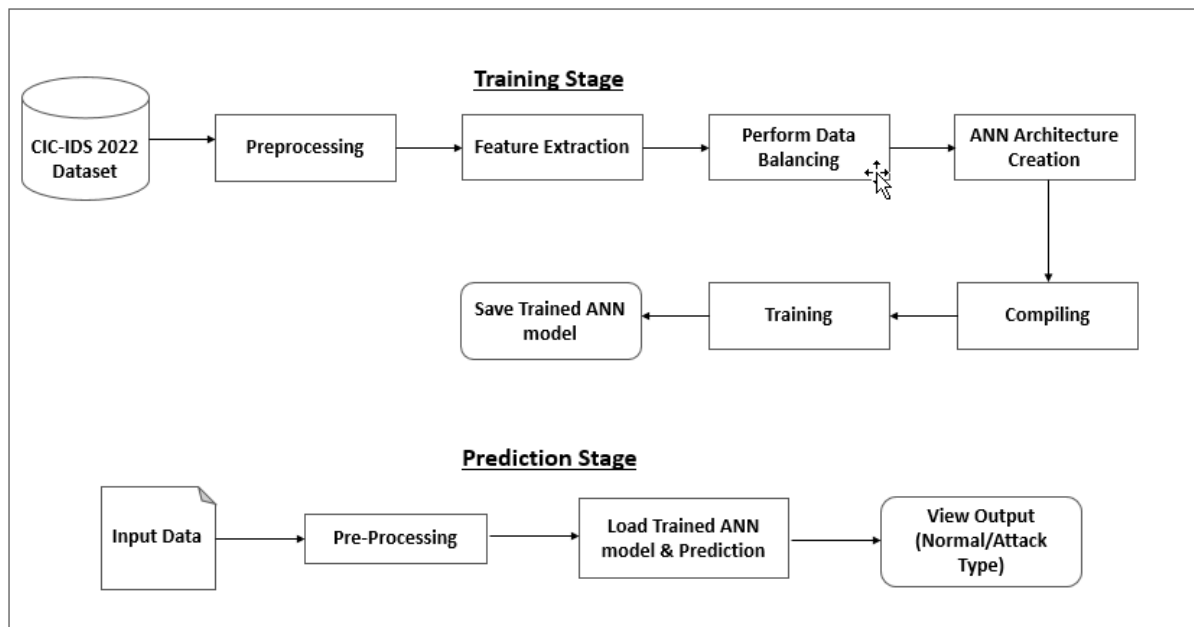 Training Stage
CIC-IDS 2022
Dataset
Preprocessing
Feature Extraction
Perform Data
Balancing
ANN Architecture
Creation
Compiling
Training
Save Trained ANN
model
Prediction Stage
Input Data
Pre-Processing
Load Trained ANN
model & Prediction
View Output
(Normal/Attack
Type)